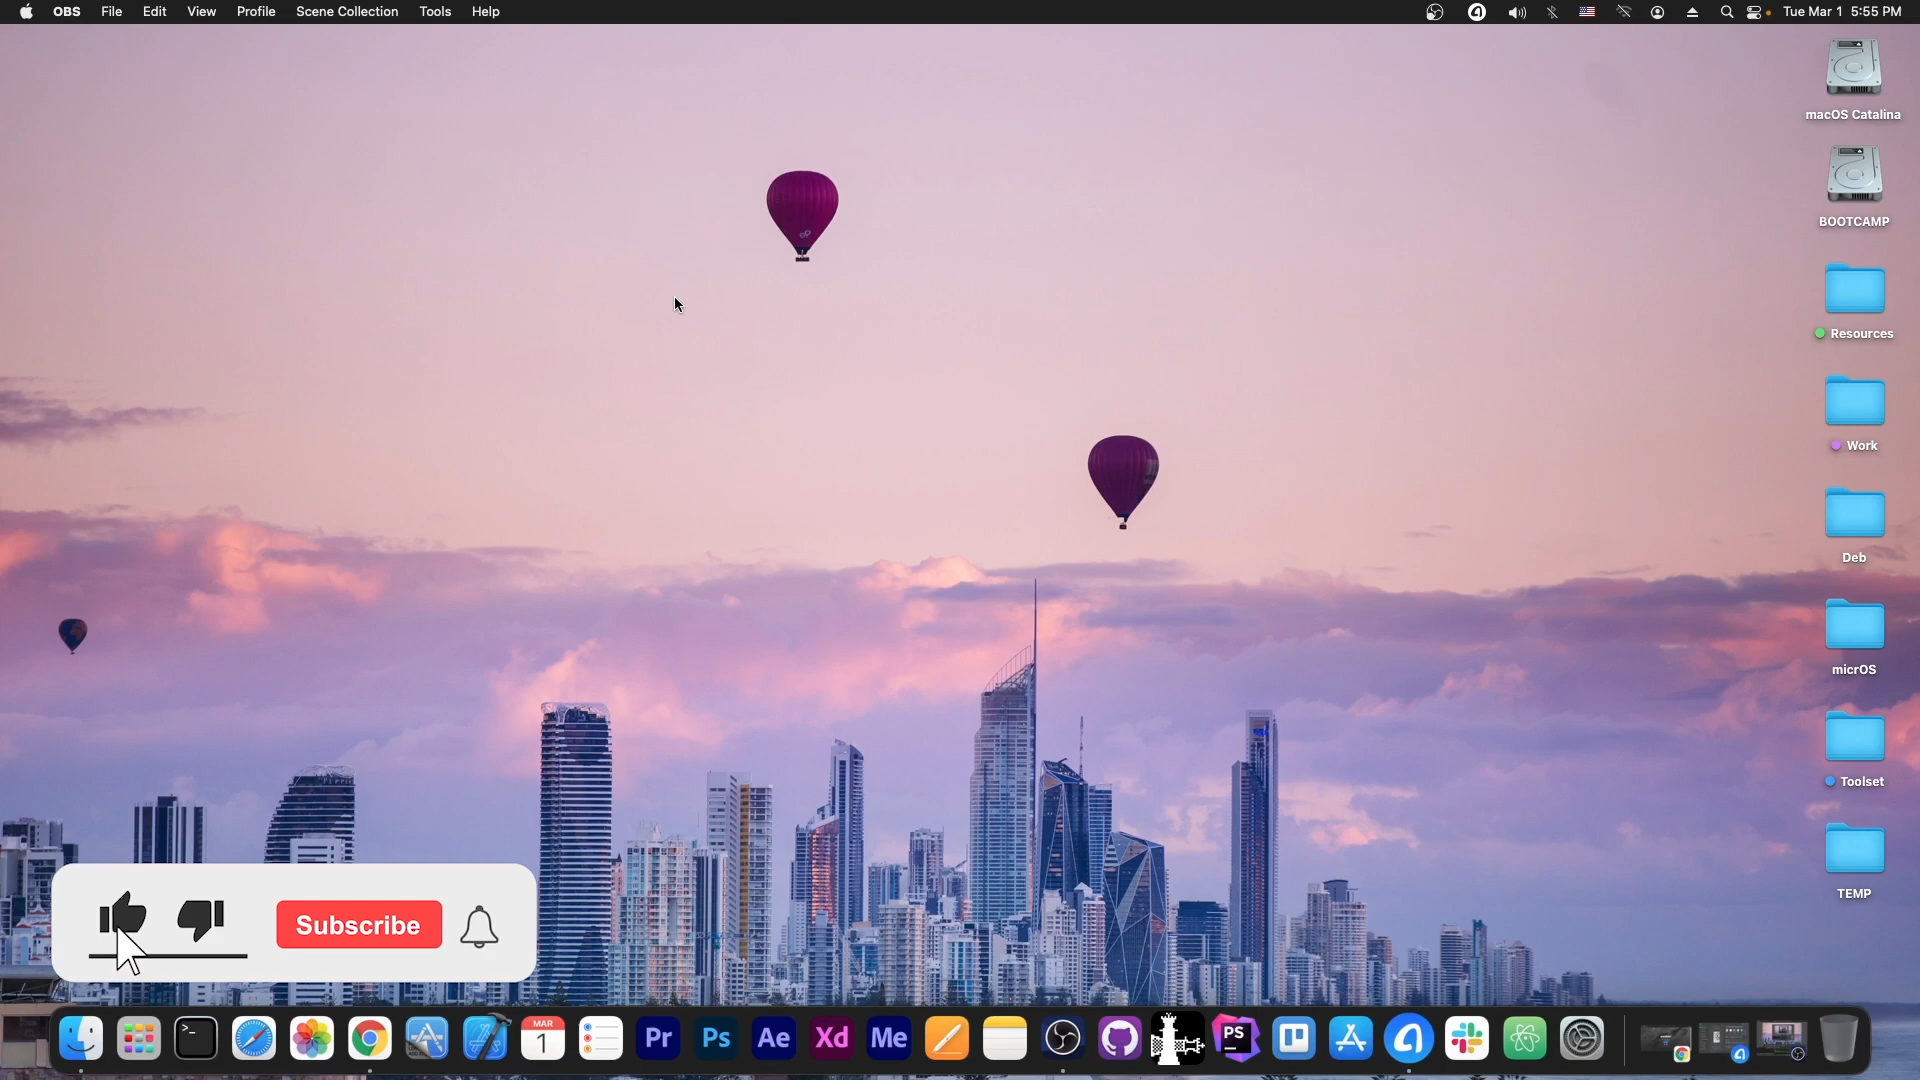 OBS File Edit View Profile Scene Collection Tools Help Tue Mar 1 5:55 PM
macOS Catalina
BOOTCAMP
Resources
Work
Deb
micrOS
Toolset
TEMP
Subscribe
>_ MAR 1 Pr Ps Ae Xd Me PS